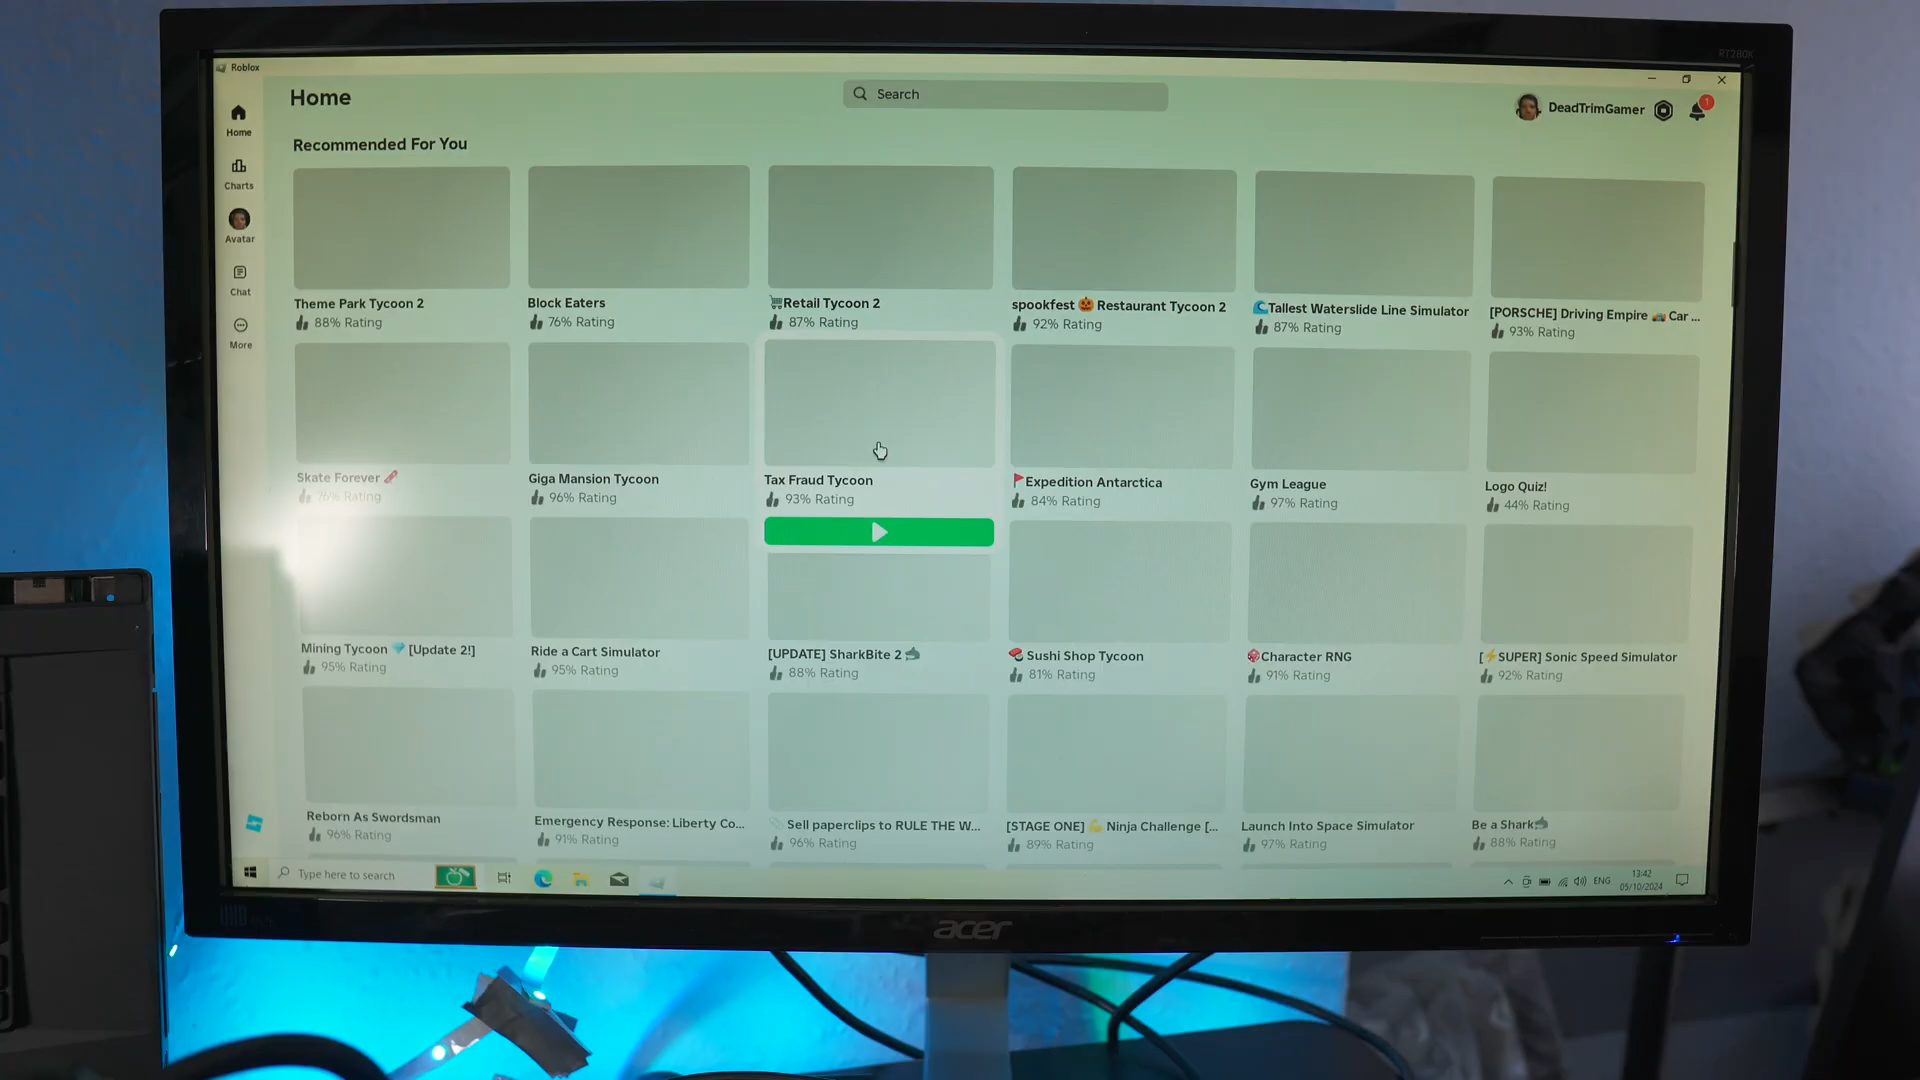 RT280K
Roblox
Home
Search
DeadTrimGamer
1
Home
Charts
Avatar
Chat
More
Recommended For You
Theme Park Tycoon 2
88% Rating
Block Eaters
76% Rating
🛒Retail Tycoon 2
87% Rating
spookfest 🎃 Restaurant Tycoon 2
92% Rating
🌊Tallest Waterslide Line Simulator
87% Rating
[PORSCHE] Driving Empire 🚗 Car ...
93% Rating
Skate Forever 🛹
76% Rating
Giga Mansion Tycoon
96% Rating
Tax Fraud Tycoon
93% Rating
🚩Expedition Antarctica
84% Rating
Gym League
97% Rating
Logo Quiz!
44% Rating
Mining Tycoon 💎 [Update 2!]
95% Rating
Ride a Cart Simulator
95% Rating
[UPDATE] SharkBite 2 🦈
88% Rating
🍣 Sushi Shop Tycoon
81% Rating
🎲Character RNG
91% Rating
[⚡SUPER] Sonic Speed Simulator
92% Rating
Reborn As Swordsman
96% Rating
Emergency Response: Liberty Co...
91% Rating
📎 Sell paperclips to RULE THE W...
96% Rating
[STAGE ONE] 💪 Ninja Challenge [...
89% Rating
Launch Into Space Simulator
97% Rating
Be a Shark🦈
88% Rating
Type here to search
ENG
13:42
05/10/2024
acer